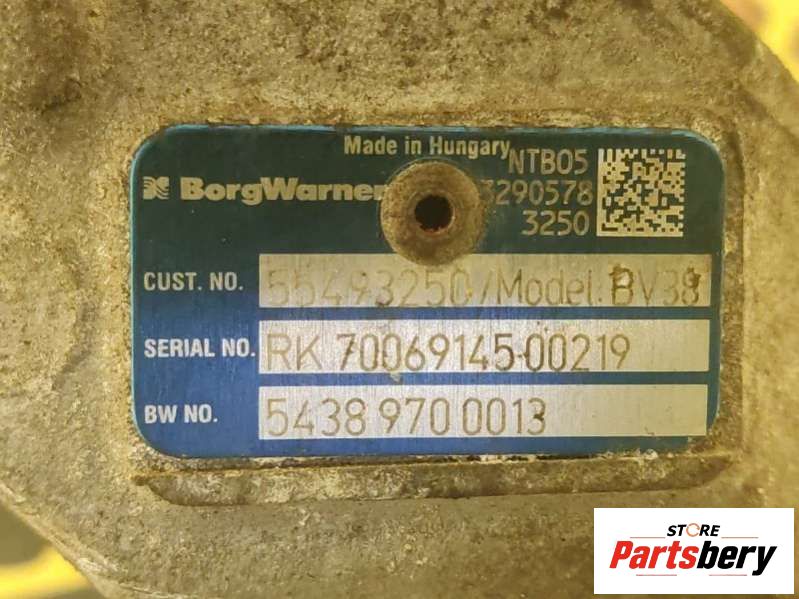 Made in Hungary
NTB05
BorgWarner
3290578
3250
CUST. NO. 55493250/Model:BV38
SERIAL NO. RK 70069145 00219
BW NO. 5438 970 0013
STORE
Partsbery